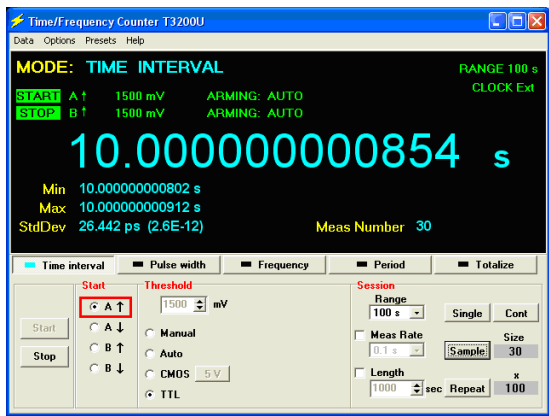 Time/Frequency Counter T3200U
Data Options Presets Help
MODE: TIME INTERVAL RANGE 100 s
CLOCK Ext
START A ↑ 1500 mV ARMING: AUTO
STOP B ↑ 1500 mV ARMING: AUTO
10.000000000854 s
Min 10.000000000802 s
Max 10.000000000912 s
StdDev 26.442 ps (2.6E-12) Meas Number 30
Time interval Pulse width Frequency Period Totalize
Start Threshold Session
A ↑ 1500 mV Range
100 s Single Cont
Start A ↓ Manual Meas Rate Size
Stop B ↑ Auto 0.1 s Sample 30
B ↓ CMOS 5 V Length x
TTL 1000 sec Repeat 100